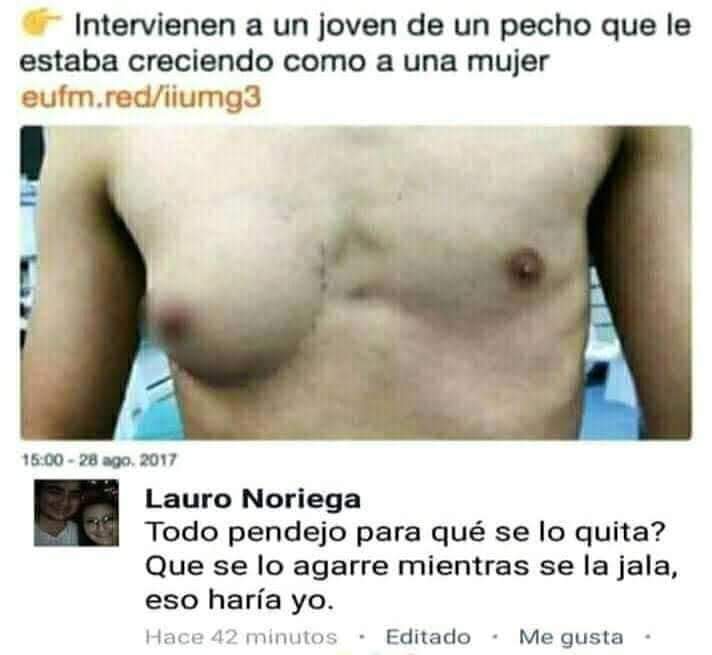 👉 Intervienen a un joven de un pecho que le
estaba creciendo como a una mujer
eufm.red/iiumg3
15:00 - 28 ago. 2017
Lauro Noriega
Todo pendejo para qué se lo quita?
Que se lo agarre mientras se la jala,
eso haría yo.
Hace 42 minutos · Editado · Me gusta ·